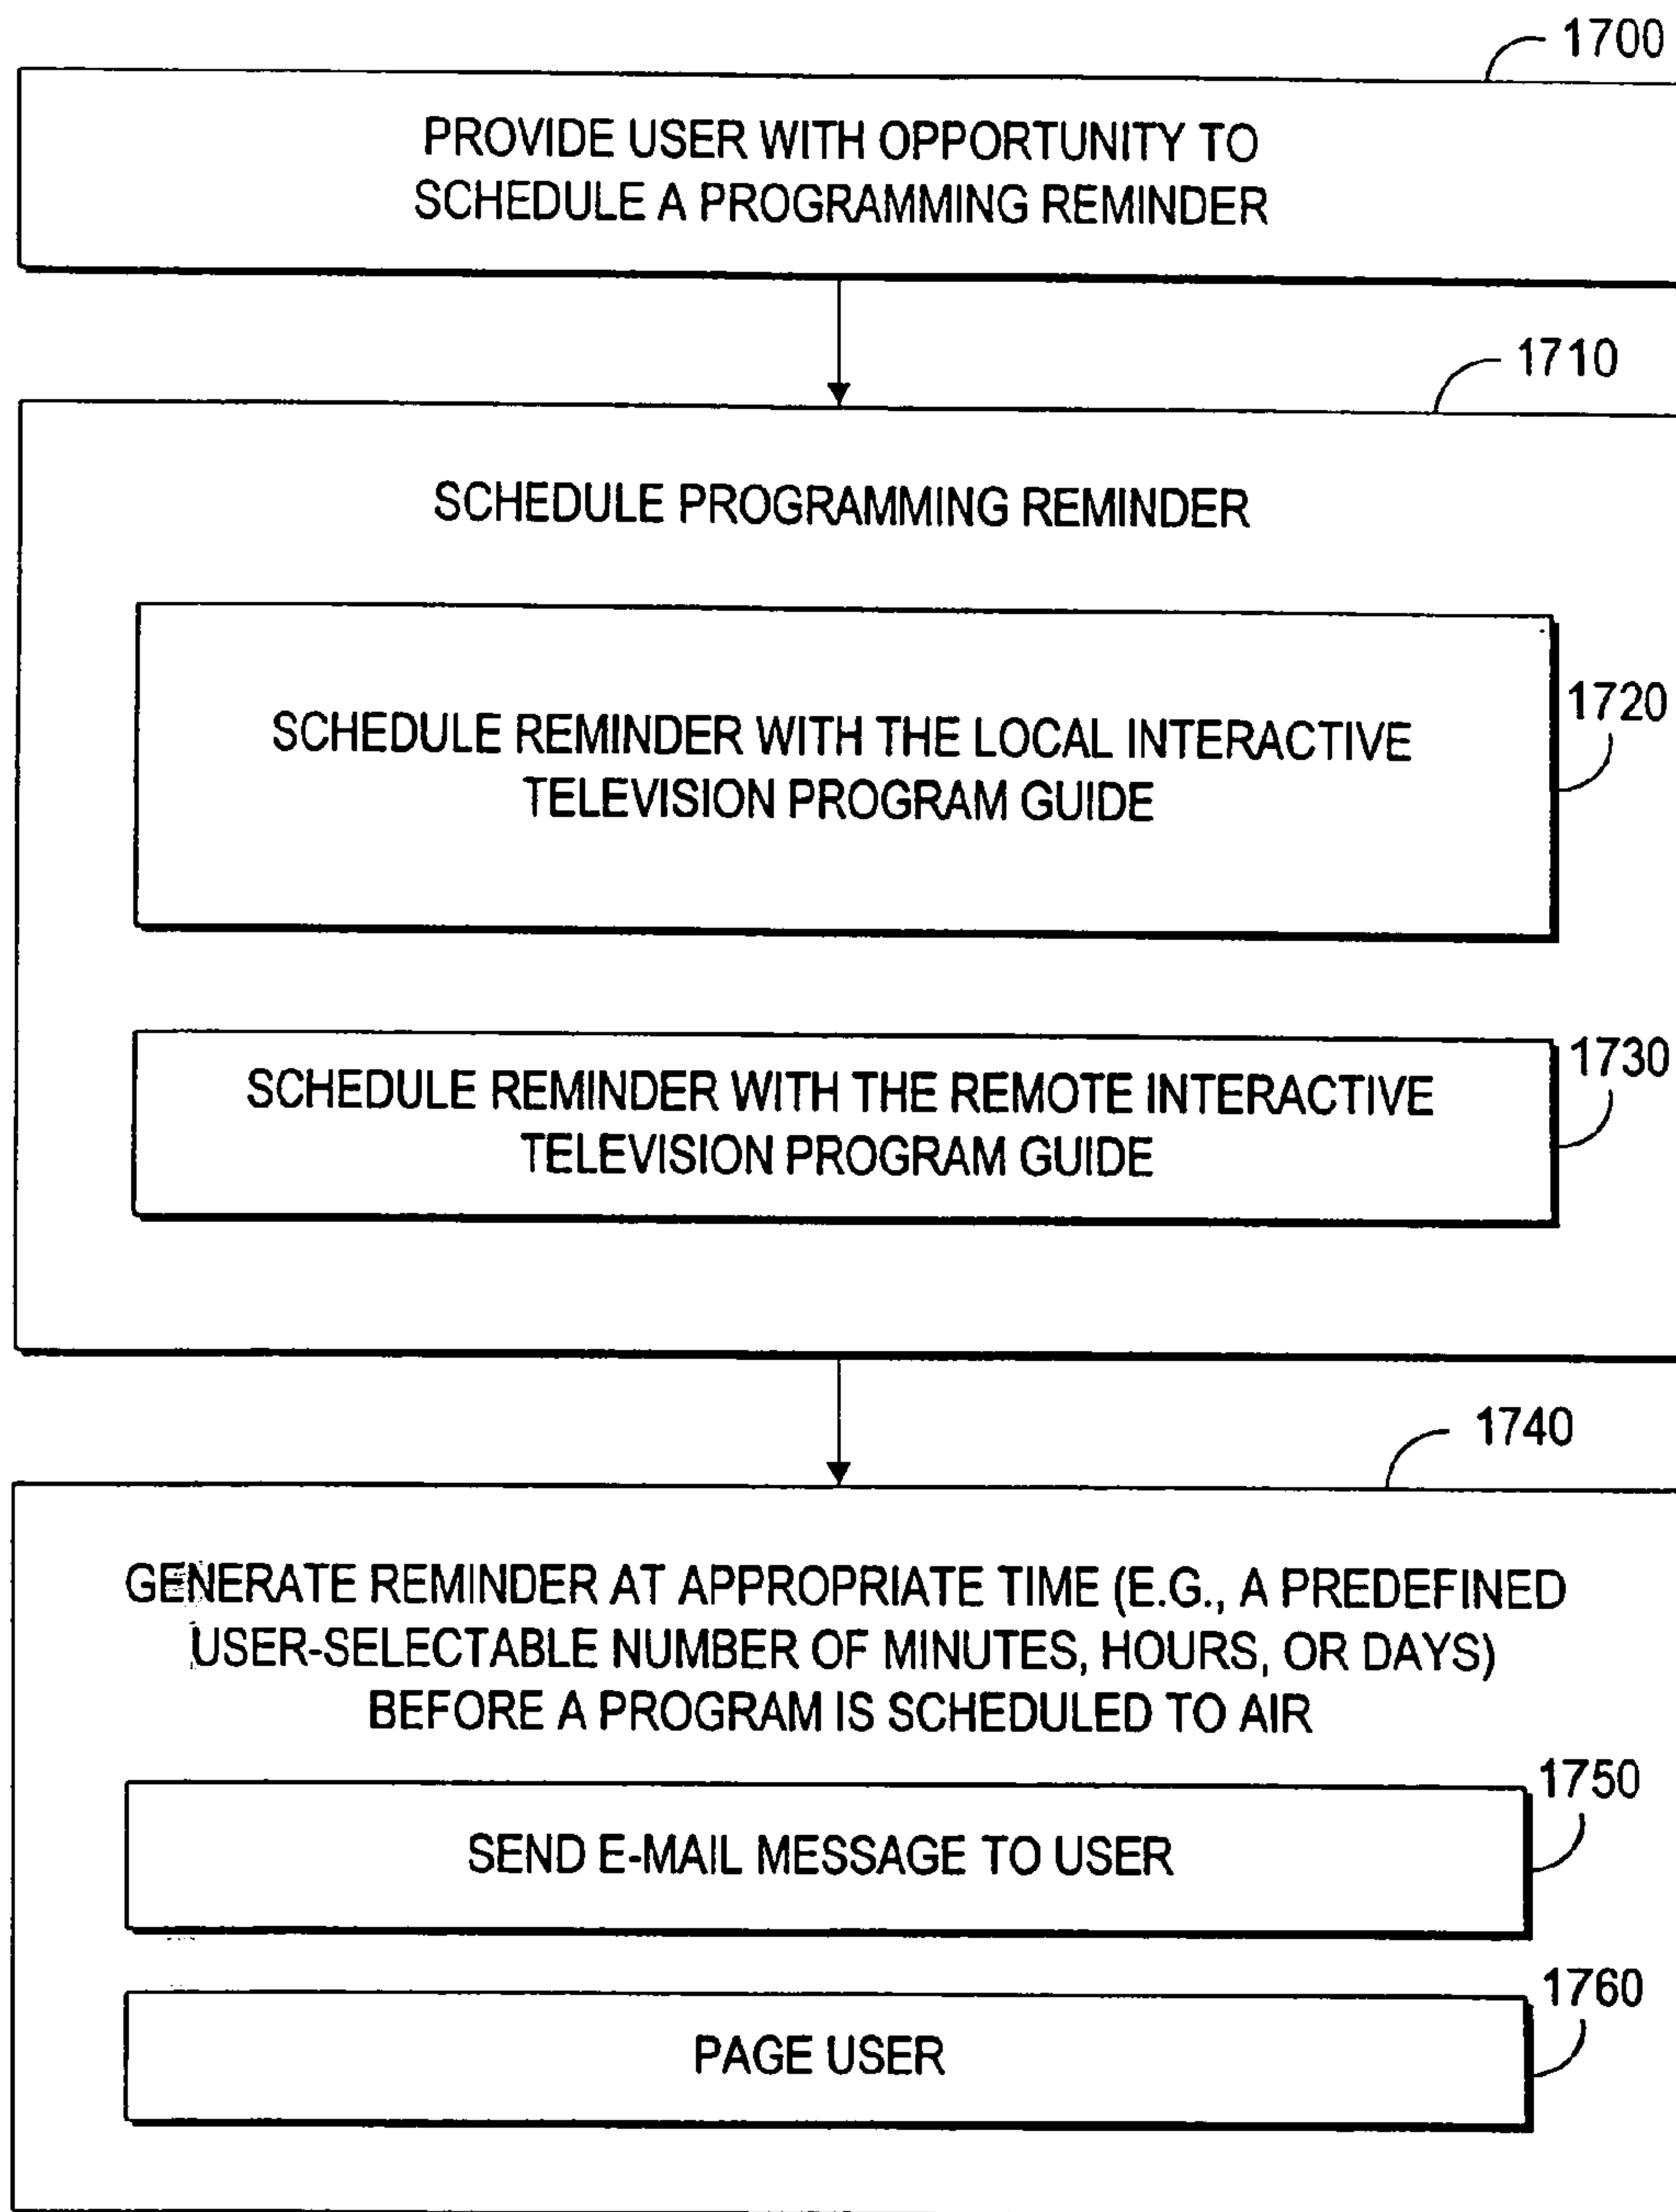 1700
PROVIDE USER WITH OPPORTUNITY TO
SCHEDULE A PROGRAMMING REMINDER
1710
SCHEDULE PROGRAMMING REMINDER
1720
SCHEDULE REMINDER WITH THE LOCAL INTERACTIVE
TELEVISION PROGRAM GUIDE
1730
SCHEDULE REMINDER WITH THE REMOTE INTERACTIVE
TELEVISION PROGRAM GUIDE
1740
GENERATE REMINDER AT APPROPRIATE TIME (E.G., A PREDEFINED
USER-SELECTABLE NUMBER OF MINUTES, HOURS, OR DAYS)
BEFORE A PROGRAM IS SCHEDULED TO AIR
1750
SEND E-MAIL MESSAGE TO USER
1760
PAGE USER